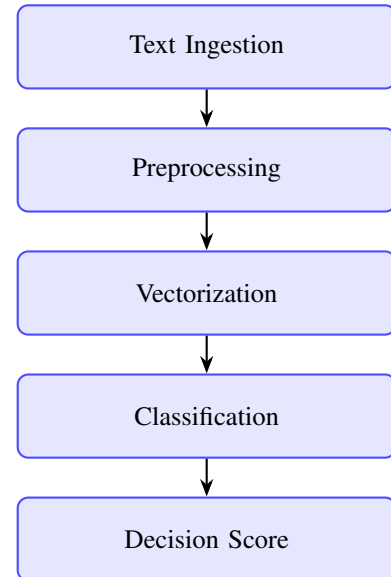 Text Ingestion
Preprocessing
Vectorization
Classification
Decision Score